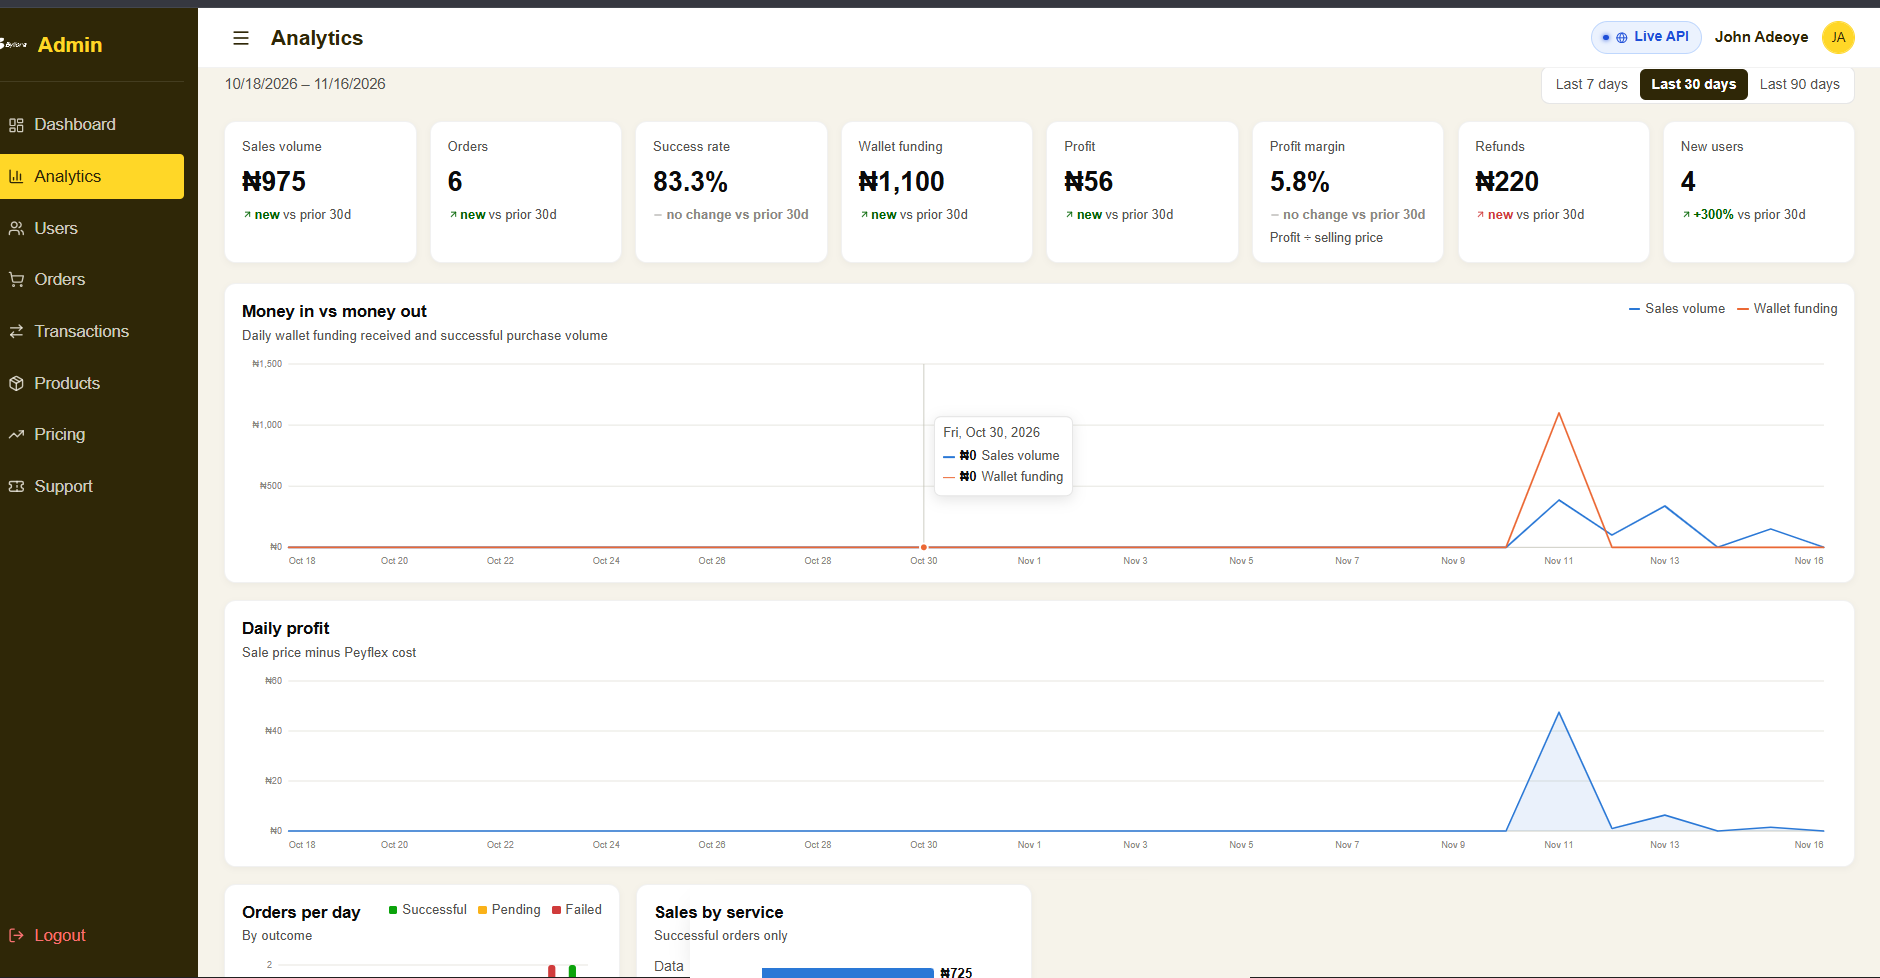 Admin
Analytics
Live API
John Adeoye
JA
10/18/2026 – 11/16/2026
Last 7 days
Last 30 days
Last 90 days
Dashboard
Analytics
Users
Orders
Transactions
Products
Pricing
Support
Logout
Sales volume
₦975
new vs prior 30d
Orders
6
new vs prior 30d
Success rate
83.3%
– no change vs prior 30d
Wallet funding
₦1,100
new vs prior 30d
Profit
₦56
new vs prior 30d
Profit margin
5.8%
– no change vs prior 30d
Profit ÷ selling price
Refunds
₦220
new vs prior 30d
New users
4
+300% vs prior 30d
Money in vs money out
Daily wallet funding received and successful purchase volume
Sales volume
Wallet funding
₦1,500
₦1,000
₦500
₦0
Fri, Oct 30, 2026
₦0 Sales volume
₦0 Wallet funding
Oct 18
Oct 20
Oct 22
Oct 24
Oct 26
Oct 28
Oct 30
Nov 1
Nov 3
Nov 5
Nov 7
Nov 9
Nov 11
Nov 13
Nov 16
Daily profit
Sale price minus Peyflex cost
₦60
₦40
₦20
₦0
Oct 18
Oct 20
Oct 22
Oct 24
Oct 26
Oct 28
Oct 30
Nov 1
Nov 3
Nov 5
Nov 7
Nov 9
Nov 11
Nov 13
Nov 16
Orders per day
By outcome
Successful
Pending
Failed
2
Sales by service
Successful orders only
Data
₦725